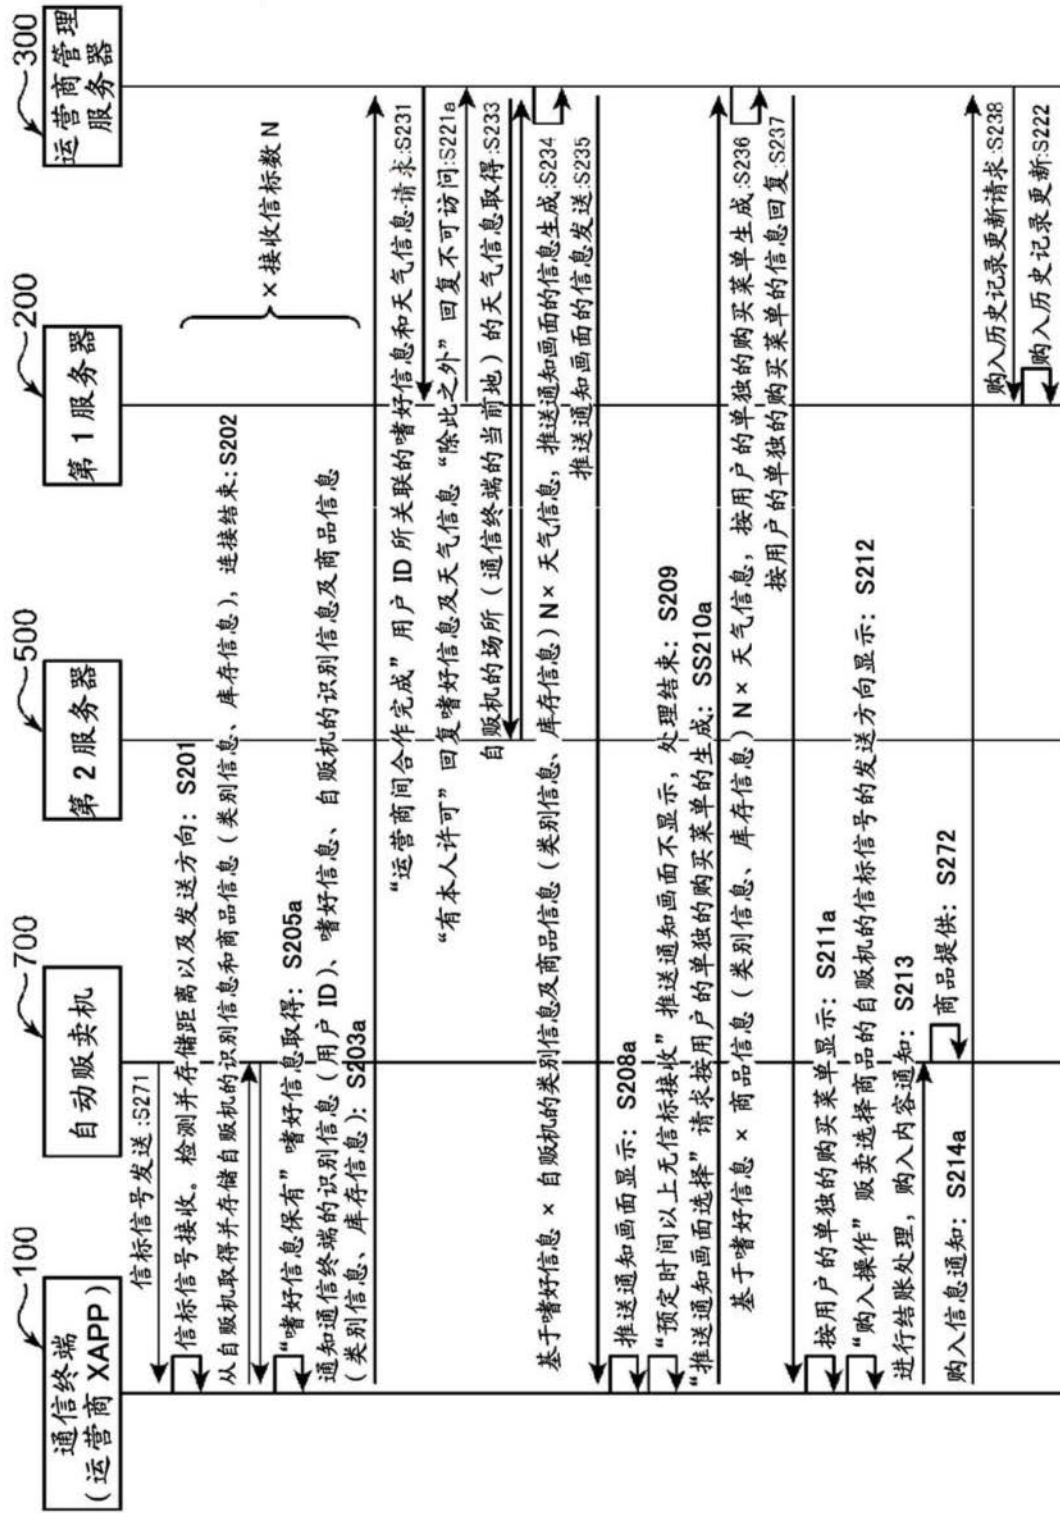 100
通信终端
(运营商 XAPP)
700
自动贩卖机
500
第 2 服务器
200
第 1 服务器
300
运营商管理
服务器
信标信号发送:S271
信标信号接收。检测并存储距离以及发送方向: S201
从自贩机取得并存储自贩机的识别信息和商品信息(类别信息、库存信息), 连接结束: S202
“嗜好信息保有” 嗜好信息取得: S205a
× 接收信标数 N
通知通信终端的识别信息(用户 ID)、嗜好信息、自贩机的识别信息及商品信息
(类别信息、库存信息): S203a
“运营商间合作完成” 用户 ID 所关联的嗜好信息和天气信息请求:S231
“有本人许可” 回复嗜好信息及天气信息 “除此之外” 回复不可访问:S221a
自贩机的场所(通信终端的当前地)的天气信息取得:S233
基于嗜好信息 × 自贩机的类别信息及商品信息(类别信息、库存信息) N× 天气信息, 推送通知画面的信息生成:S234
推送通知画面的信息发送:S235
推送通知画面显示: S208a
“预定时间以上无信标接收” 推送通知画面不显示, 处理结束: S209
“推送通知画面选择” 请求按用户的单独的购买菜单的生成: SS210a
基于嗜好信息 × 商品信息(类别信息、库存信息) N× 天气信息, 按用户的单独的购买菜单生成:S236
按用户的单独的购买菜单的信息回复:S237
按用户的单独的购买菜单显示: S211a
“购入操作” 贩卖选择商品的自贩机的信标信号的发送方向显示: S212
进行结账处理, 购入内容通知: S213
商品提供: S272
购入信息通知: S214a
购入历史记录更新请求:S238
购入历史记录更新:S222